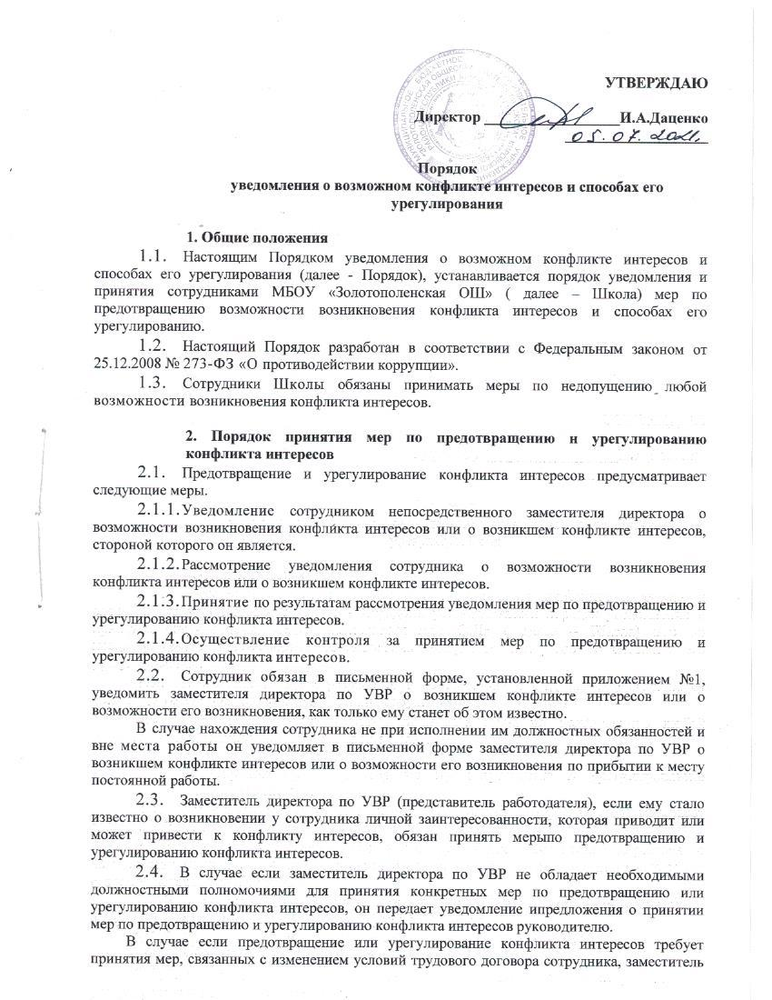 УТВЕРЖДАЮ
Директор И.А.Даценко
05.07.2021.
Порядок
уведомления о возможном конфликте интересов и способах его
урегулирования
1. Общие положения
1.1. Настоящим Порядком уведомления о возможном конфликте интересов и
способах его урегулирования (далее - Порядок), устанавливается порядок уведомления и
принятия сотрудниками МБОУ «Золотополенская ОШ» ( далее – Школа) мер по
предотвращению возможности возникновения конфликта интересов и способах его
урегулированию.
1.2. Настоящий Порядок разработан в соответствии с Федеральным законом от
25.12.2008 № 273-ФЗ «О противодействии коррупции».
1.3. Сотрудники Школы обязаны принимать меры по недопущению любой
возможности возникновения конфликта интересов.
2. Порядок принятия мер по предотвращению н урегулированию
конфликта интересов
2.1. Предотвращение и урегулирование конфликта интересов предусматривает
следующие меры.
2.1.1.Уведомление сотрудником непосредственного заместителя директора о
возможности возникновения конфликта интересов или о возникшем конфликте интересов,
стороной которого он является.
2.1.2.Рассмотрение уведомления сотрудника о возможности возникновения
конфликта интересов или о возникшем конфликте интересов.
2.1.3.Принятие по результатам рассмотрения уведомления мер по предотвращению и
урегулированию конфликта интересов.
2.1.4.Осуществление контроля за принятием мер по предотвращению и
урегулированию конфликта интересов.
2.2. Сотрудник обязан в письменной форме, установленной приложением №1,
уведомить заместителя директора по УВР о возникшем конфликте интересов или о
возможности его возникновения, как только ему станет об этом известно.
В случае нахождения сотрудника не при исполнении им должностных обязанностей и
вне места работы он уведомляет в письменной форме заместителя директора по УВР о
возникшем конфликте интересов или о возможности его возникновения по прибытии к месту
постоянной работы.
2.3. Заместитель директора по УВР (представитель работодателя), если ему стало
известно о возникновении у сотрудника личной заинтересованности, которая приводит или
может привести к конфликту интересов, обязан принять мерыпо предотвращению и
урегулированию конфликта интересов.
2.4. В случае если заместитель директора по УВР не обладает необходимыми
должностными полномочиями для принятия конкретных мер по предотвращению или
урегулированию конфликта интересов, он передает уведомление ипредложения о принятии
мер по предотвращению и урегулированию конфликта интересов руководителю.
В случае если предотвращение или урегулирование конфликта интересов требует
принятия мер, связанных с изменением условий трудового договора сотрудника, заместитель